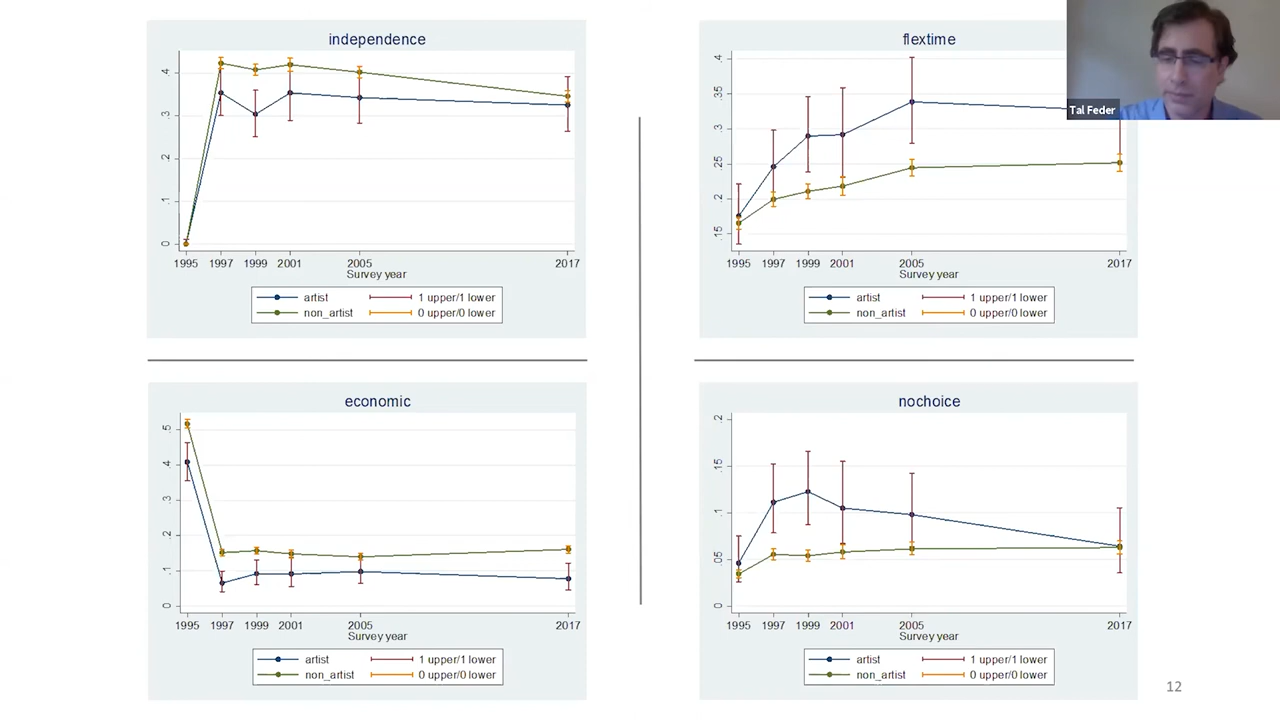 independence
.4
.3
.2
.1
0
1995 1997 1999 2001 2005 2017
Survey year
artist 1 upper/1 lower
non_artist 0 upper/0 lower
flextime
.4
.35
.3
.25
.2
.15
1995 1997 1999 2001 2005 2017
Survey year
artist 1 upper/1 lower
non_artist 0 upper/0 lower
Tal Feder
economic
.5
.4
.3
.2
.1
0
1995 1997 1999 2001 2005 2017
Survey year
artist 1 upper/1 lower
non_artist 0 upper/0 lower
nochoice
.2
.15
.1
.05
0
1995 1997 1999 2001 2005 2017
Survey year
artist 1 upper/1 lower
non_artist 0 upper/0 lower
12